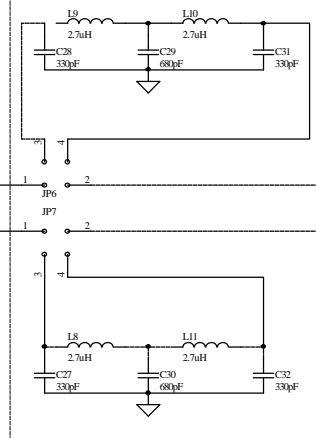 L9 L10
2.7uH 2.7uH
C28 C29 C31
330pF 680pF 330pF
3 4
1 2
JP6
JP7
1 2
3 4
L8 L11
2.7uH 2.7uH
C27 C30 C32
330pF 680pF 330pF